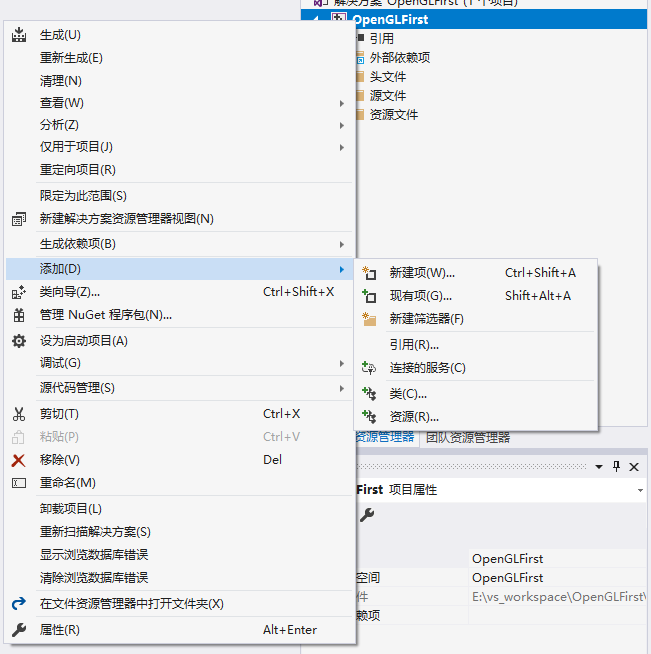 解决方案 OpenGLFirst (1 个项目)
OpenGLFirst
引用
外部依赖项
头文件
源文件
资源文件
生成(U)
重新生成(E)
清理(N)
查看(W)
分析(Z)
仅用于项目(J)
重定向项目(R)
限定为此范围(S)
新建解决方案资源管理器视图(N)
生成依赖项(B)
添加(D)
类向导(Z)... Ctrl+Shift+X
管理 NuGet 程序包(N)...
设为启动项目(A)
调试(G)
源代码管理(S)
剪切(T) Ctrl+X
粘贴(P) Ctrl+V
移除(V) Del
重命名(M)
卸载项目(L)
重新扫描解决方案(S)
显示浏览数据库错误
清除浏览数据库错误
在文件资源管理器中打开文件夹(X)
属性(R) Alt+Enter
新建项(W)... Ctrl+Shift+A
现有项(G)... Shift+Alt+A
新建筛选器(F)
引用(R)...
连接的服务(C)
类(C)...
资源(R)...
资源管理器 团队资源管理器
First 项目属性
OpenGLFirst
空间 OpenGLFirst
件 E:\vs_workspace\OpenGLFirst\
赖项